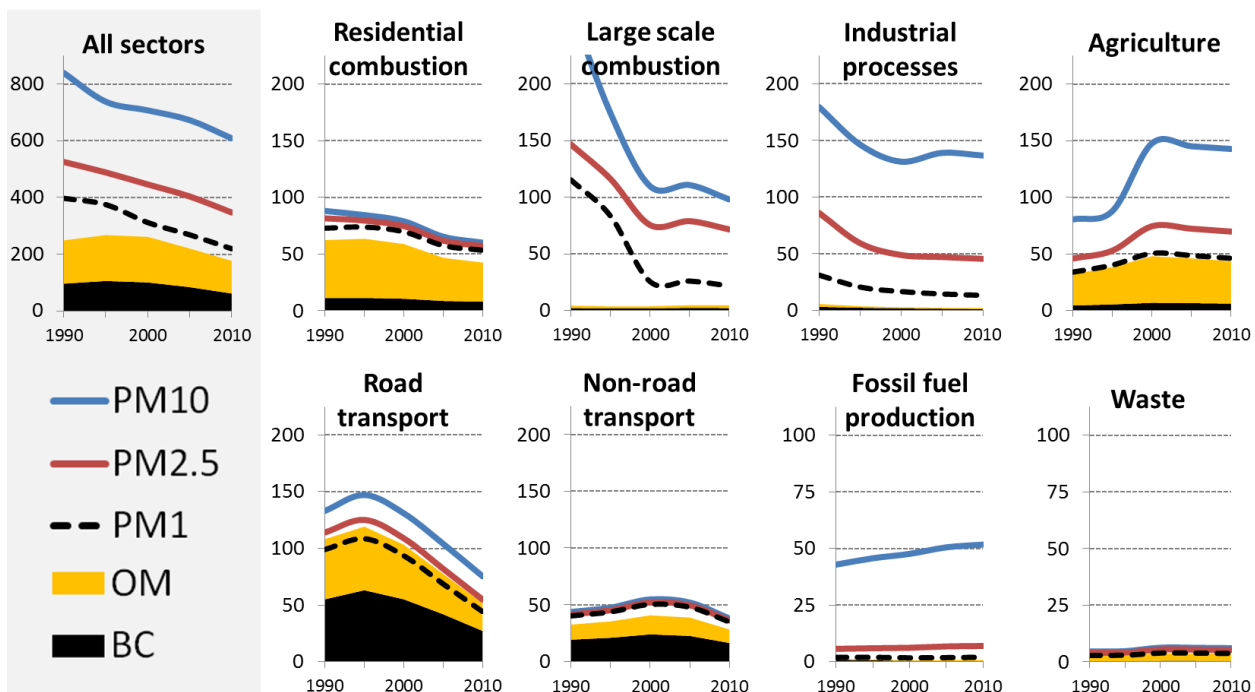 All sectors
800
600
400
200
0
1990 2000 2010
Residential
combustion
200
150
100
50
0
1990 2000 2010
Large scale
combustion
200
150
100
50
0
1990 2000 2010
Industrial
processes
200
150
100
50
0
1990 2000 2010
Agriculture
200
150
100
50
0
1990 2000 2010
PM10
PM2.5
PM1
OM
BC
Road
transport
200
150
100
50
0
1990 2000 2010
Non-road
transport
200
150
100
50
0
1990 2000 2010
Fossil fuel
production
100
75
50
25
0
1990 2000 2010
Waste
100
75
50
25
0
1990 2000 2010